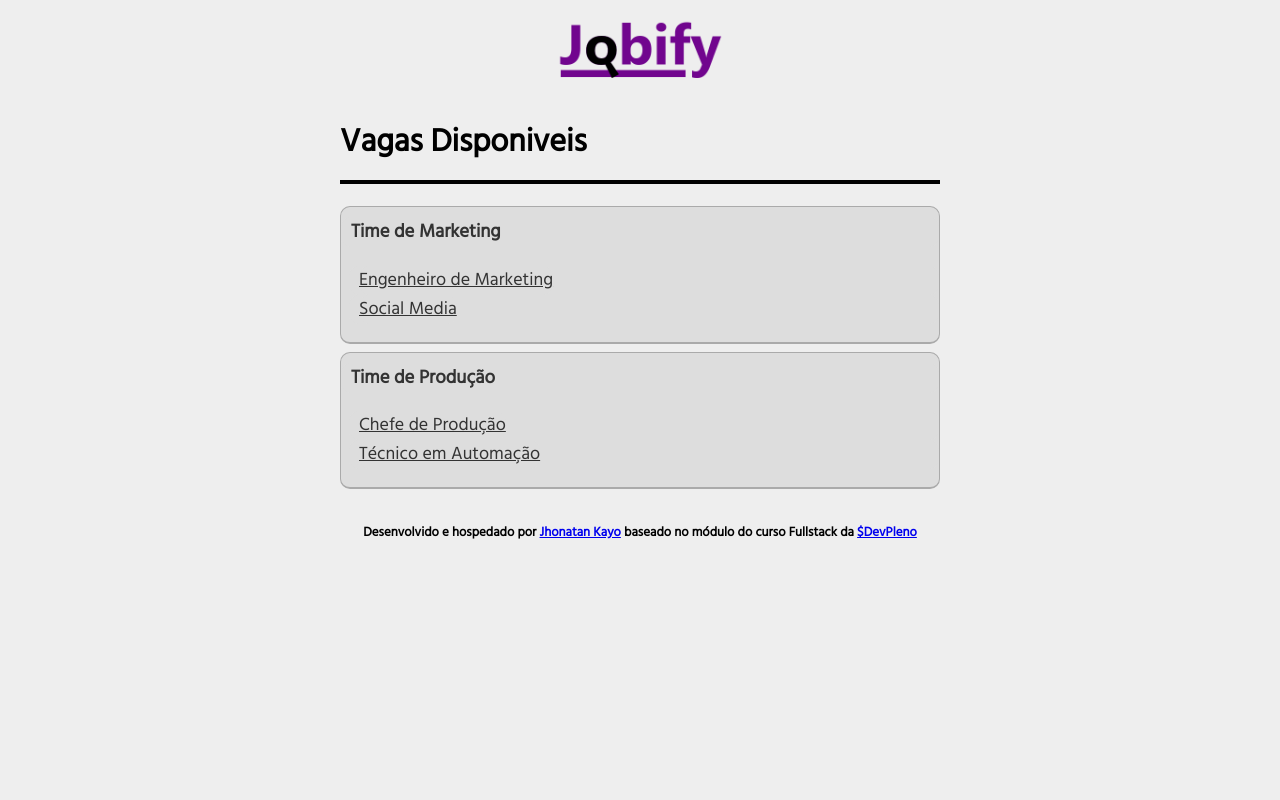 Jobify
Vagas Disponiveis
Time de Marketing
Engenheiro de Marketing
Social Media
Time de Produção
Chefe de Produção
Técnico em Automação
Desenvolvido e hospedado por Jhonatan Kayo baseado no módulo do curso Fullstack da $DevPleno